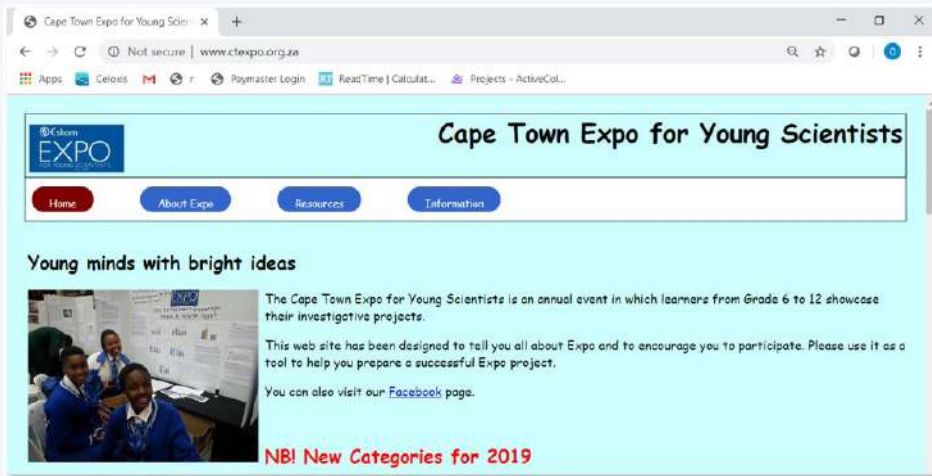 Cape Town Expo for Young Scien
Not secure | www.ctexpo.org.za
Apps Celoxis r Paymaster Login ReadTime | Calculat... Projects - ActiveCol...
Eskom
EXPO
FOR YOUNG SCIENTISTS
Cape Town Expo for Young Scientists
Home About Expo Resources Information
Young minds with bright ideas
EXPO
The Cape Town Expo for Young Scientists is an annual event in which learners from Grade 6 to 12 showcase
their investigative projects.
This web site has been designed to tell you all about Expo and to encourage you to participate. Please use it as a
tool to help you prepare a successful Expo project.
You can also visit our Facebook page.
NB! New Categories for 2019